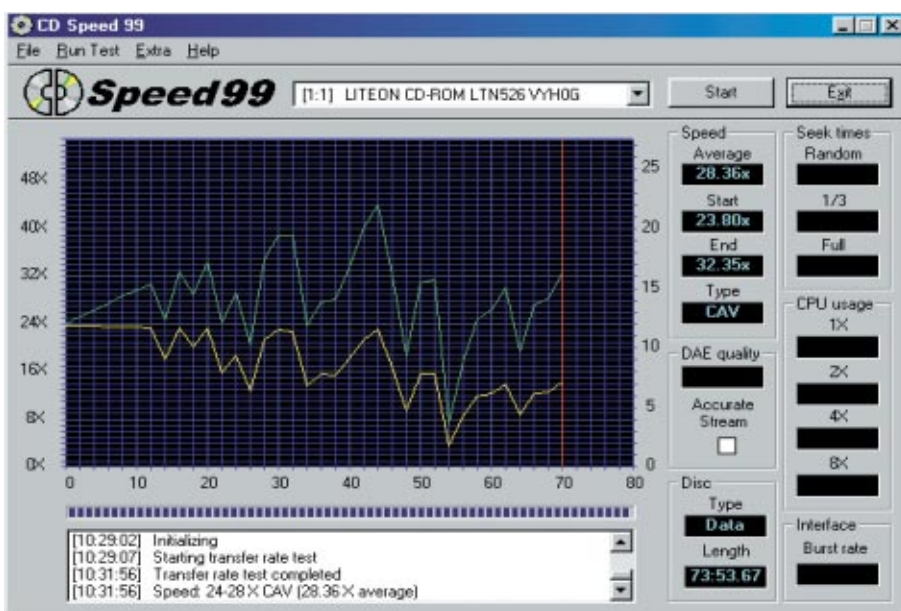 CD Speed 99
File Run Test Extra Help
Speed99
[1:1] LITEON CD-ROM LTN526 VYH0G
Start
Exit
48X
40X
32X
24X
16X
8X
0X
25
20
15
10
5
0
0 10 20 30 40 50 60 70 80
Speed
Average
28.36x
Start
23.80x
End
32.35x
Type
CAV
DAE quality
Accurate
Stream
Disc
Type
Data
Length
73:53.67
Seek times
Random
1/3
Full
CPU usage
1X
2X
4X
8X
Interface
Burst rate
[10:29:02] Initializing
[10:29:07] Starting transfer rate test
[10:31:56] Transfer rate test completed
[10:31:56] Speed: 24-28 X CAV (28.36 X average)